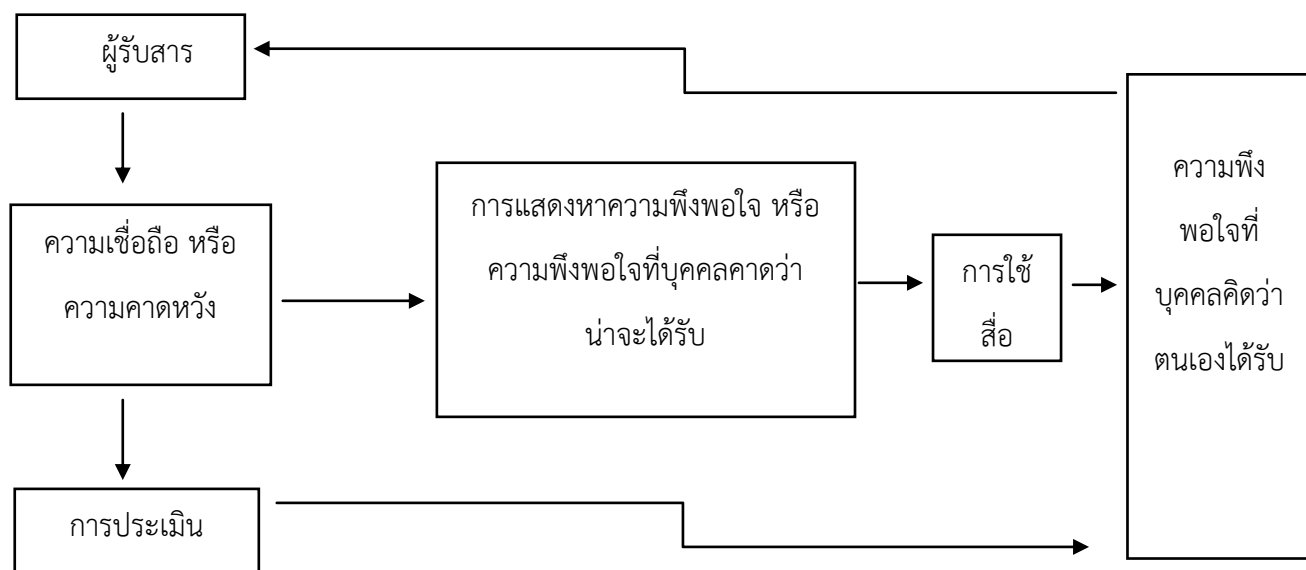 ผู้รับสาร
ความเชื่อถือ หรือ
ความคาดหวัง
การประเมิน
การแสดงหาความพึงพอใจ หรือ
ความพึงพอใจที่บุคคลคาดว่า
น่าจะได้รับ
การใช้
สื่อ
ความพึง
พอใจที่
บุคคลคิดว่า
ตนเองได้รับ